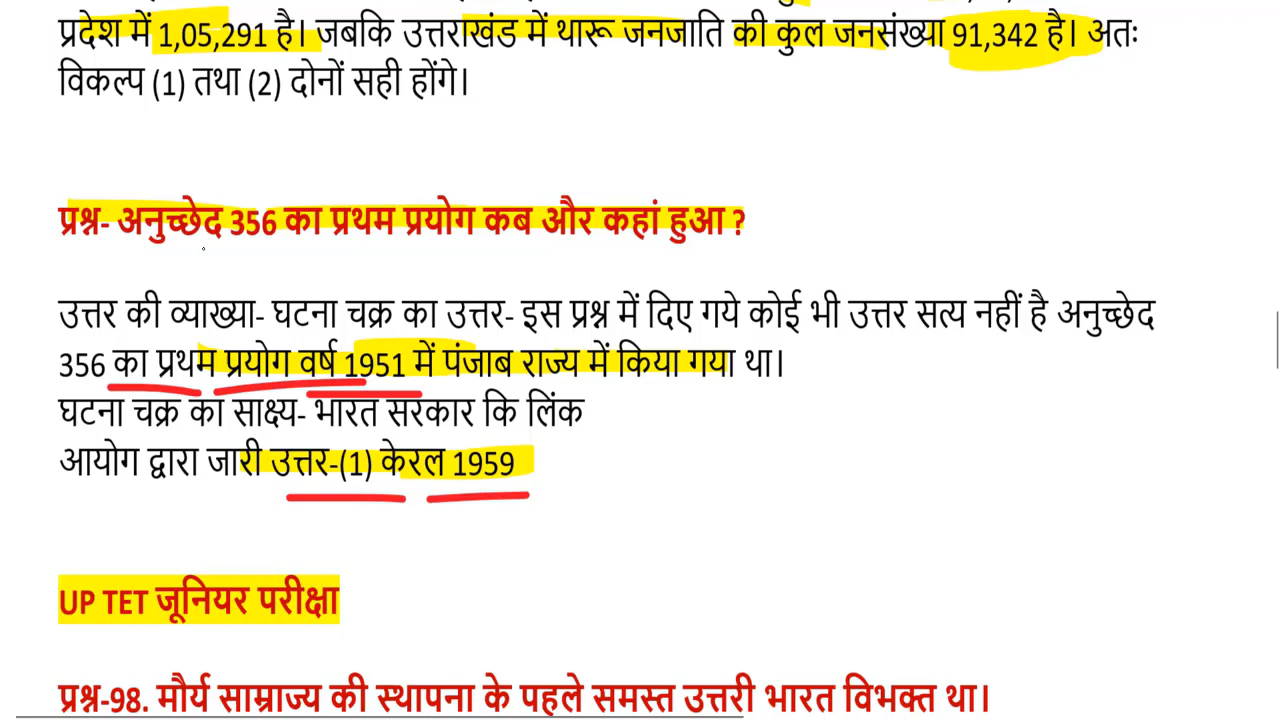 प्रदेश में 1,05,291 है। जबकि उत्तराखंड में थारू जनजाति की कुल जनसंख्या 91,342 है। अतः
विकल्प (1) तथा (2) दोनों सही होंगे।
प्रश्न- अनुच्छेद 356 का प्रथम प्रयोग कब और कहां हुआ ?
उत्तर की व्याख्या- घटना चक्र का उत्तर- इस प्रश्न में दिए गये कोई भी उत्तर सत्य नहीं है अनुच्छेद
356 का प्रथम प्रयोग वर्ष 1951 में पंजाब राज्य में किया गया था।
घटना चक्र का साक्ष्य- भारत सरकार कि लिंक
आयोग द्वारा जारी उत्तर-(1) केरल 1959
UP TET जूनियर परीक्षा
प्रश्न-98. मौर्य साम्राज्य की स्थापना के पहले समस्त उत्तरी भारत विभक्त था।